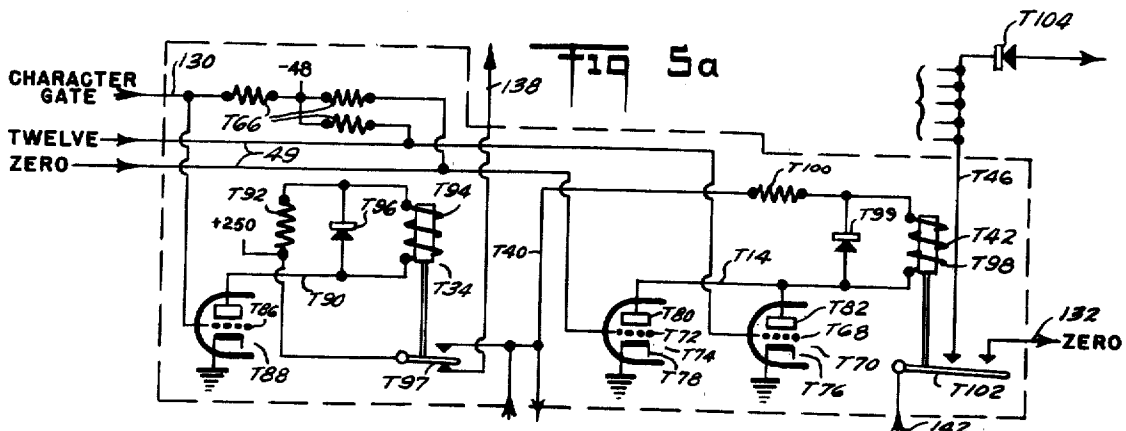 T104
Fig 5a
130
-48
138
CHARACTER
GATE
T66
TWELVE
49
ZERO
T92
T94
T96
+250
T100
T99
T46
T42
T98
T40
T14
T34
T90
T86
T88
T97
T80
T72
T74
T78
T82
T68
T70
T76
132
ZERO
T102
142